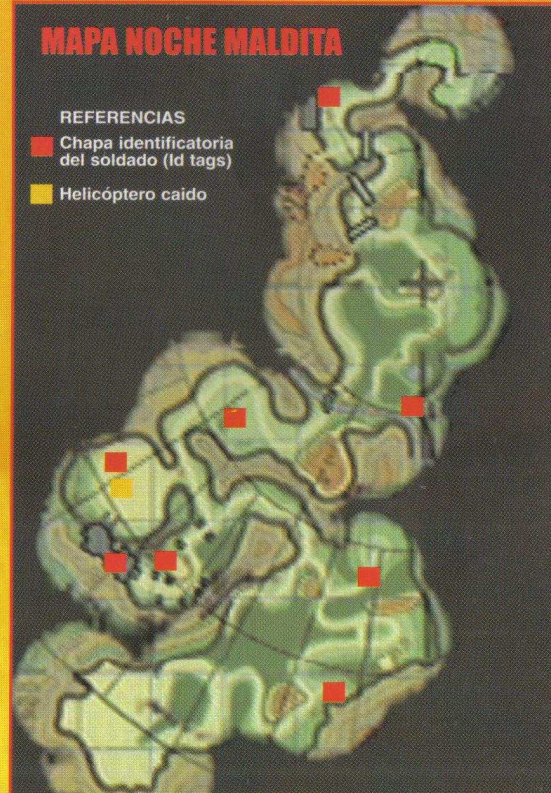 MAPA NOCHE MALDITA
REFERENCIAS
Chapa identificatoria
del soldado (Id tags)
Helicóptero caido